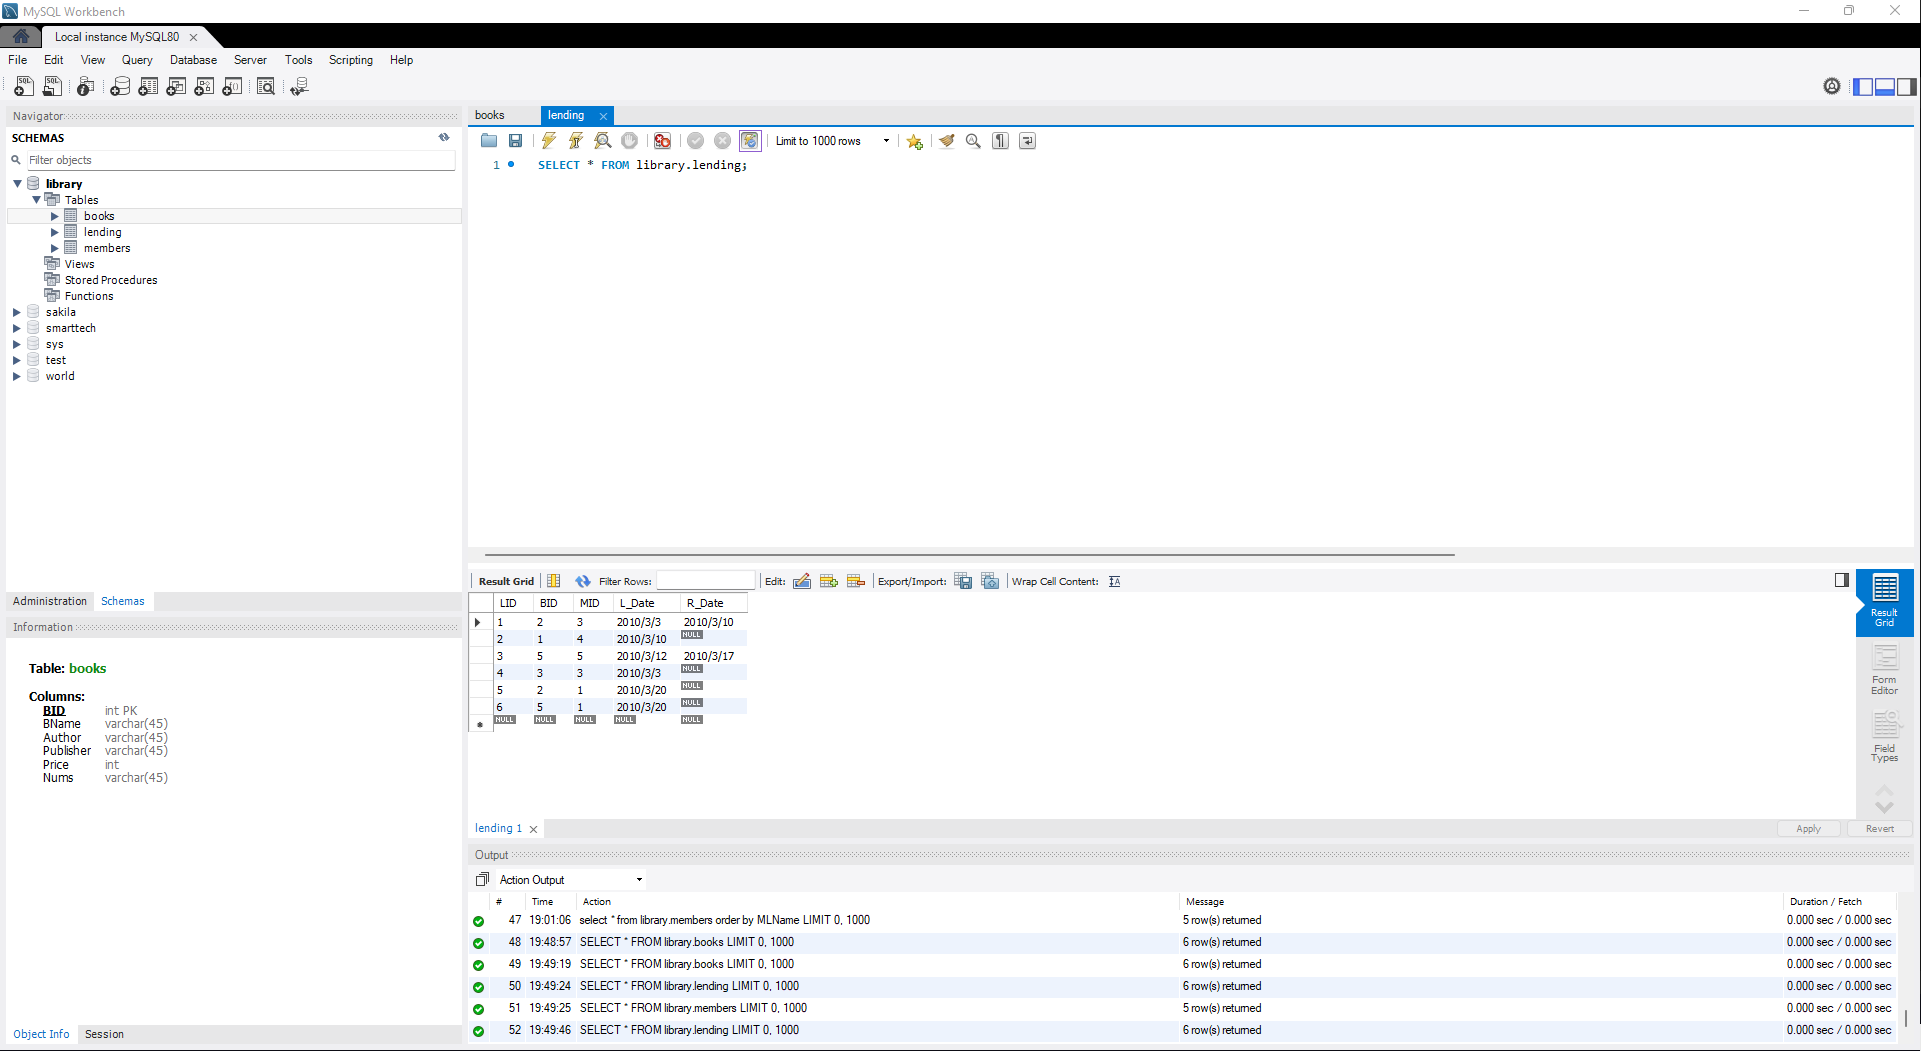 MySQL Workbench
Local instance MySQL80
File Edit View Query Database Server Tools Scripting Help
Navigator
SCHEMAS
Filter objects
library
Tables
books
lending
members
Views
Stored Procedures
Functions
sakila
smarttech
sys
test
world
Administration Schemas
Information
Table: books
Columns:
BID int PK
BName varchar(45)
Author varchar(45)
Publisher varchar(45)
Price int
Nums varchar(45)
Object Info Session
books lending
Limit to 1000 rows
1 SELECT * FROM library.lending;
Result Grid Filter Rows: Edit: Export/Import: Wrap Cell Content:
LID BID MID L_Date R_Date
1 2 3 2010/3/3 2010/3/10
2 1 4 2010/3/10 NULL
3 5 5 2010/3/12 2010/3/17
4 3 3 2010/3/3 NULL
5 2 1 2010/3/20 NULL
6 5 1 2010/3/20 NULL
NULL NULL NULL NULL NULL
Result
Grid
Form
Editor
Field
Types
lending 1
Apply Revert
Output
Action Output
# Time Action Message Duration / Fetch
47 19:01:06 select * from library.members order by MLName LIMIT 0, 1000 5 row(s) returned 0.000 sec / 0.000 sec
48 19:48:57 SELECT * FROM library.books LIMIT 0, 1000 6 row(s) returned 0.000 sec / 0.000 sec
49 19:49:19 SELECT * FROM library.books LIMIT 0, 1000 6 row(s) returned 0.000 sec / 0.000 sec
50 19:49:24 SELECT * FROM library.lending LIMIT 0, 1000 6 row(s) returned 0.000 sec / 0.000 sec
51 19:49:25 SELECT * FROM library.members LIMIT 0, 1000 5 row(s) returned 0.000 sec / 0.000 sec
52 19:49:46 SELECT * FROM library.lending LIMIT 0, 1000 6 row(s) returned 0.000 sec / 0.000 sec